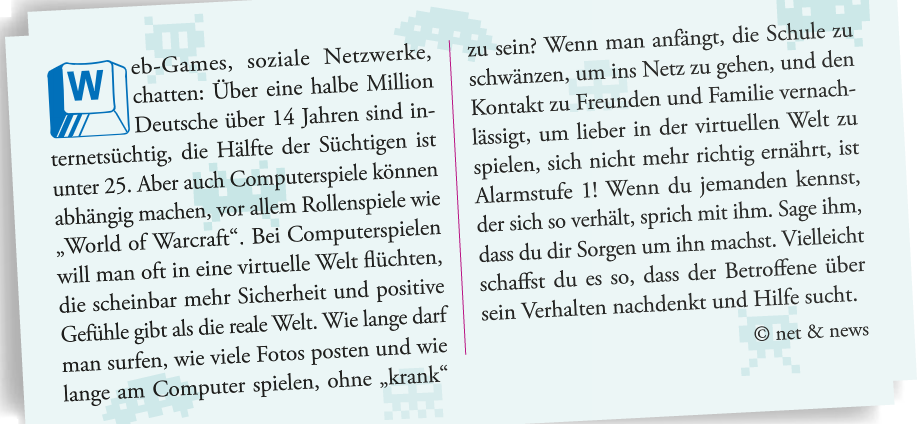 Web-Games, soziale Netzwerke,
chatten: Über eine halbe Million
Deutsche über 14 Jahren sind in-
ternetsüchtig, die Hälfte der Süchtigen ist
unter 25. Aber auch Computerspiele können
abhängig machen, vor allem Rollenspiele wie
„World of Warcraft“. Bei Computerspielen
will man oft in eine virtuelle Welt flüchten,
die scheinbar mehr Sicherheit und positive
Gefühle gibt als die reale Welt. Wie lange darf
man surfen, wie viele Fotos posten und wie
lange am Computer spielen, ohne „krank“
zu sein? Wenn man anfängt, die Schule zu
schwänzen, um ins Netz zu gehen, und den
Kontakt zu Freunden und Familie vernach-
lässigt, um lieber in der virtuellen Welt zu
spielen, sich nicht mehr richtig ernährt, ist
Alarmstufe 1! Wenn du jemanden kennst,
der sich so verhält, sprich mit ihm. Sage ihm,
dass du dir Sorgen um ihn machst. Vielleicht
schaffst du es so, dass der Betroffene über
sein Verhalten nachdenkt und Hilfe sucht.
© net & news